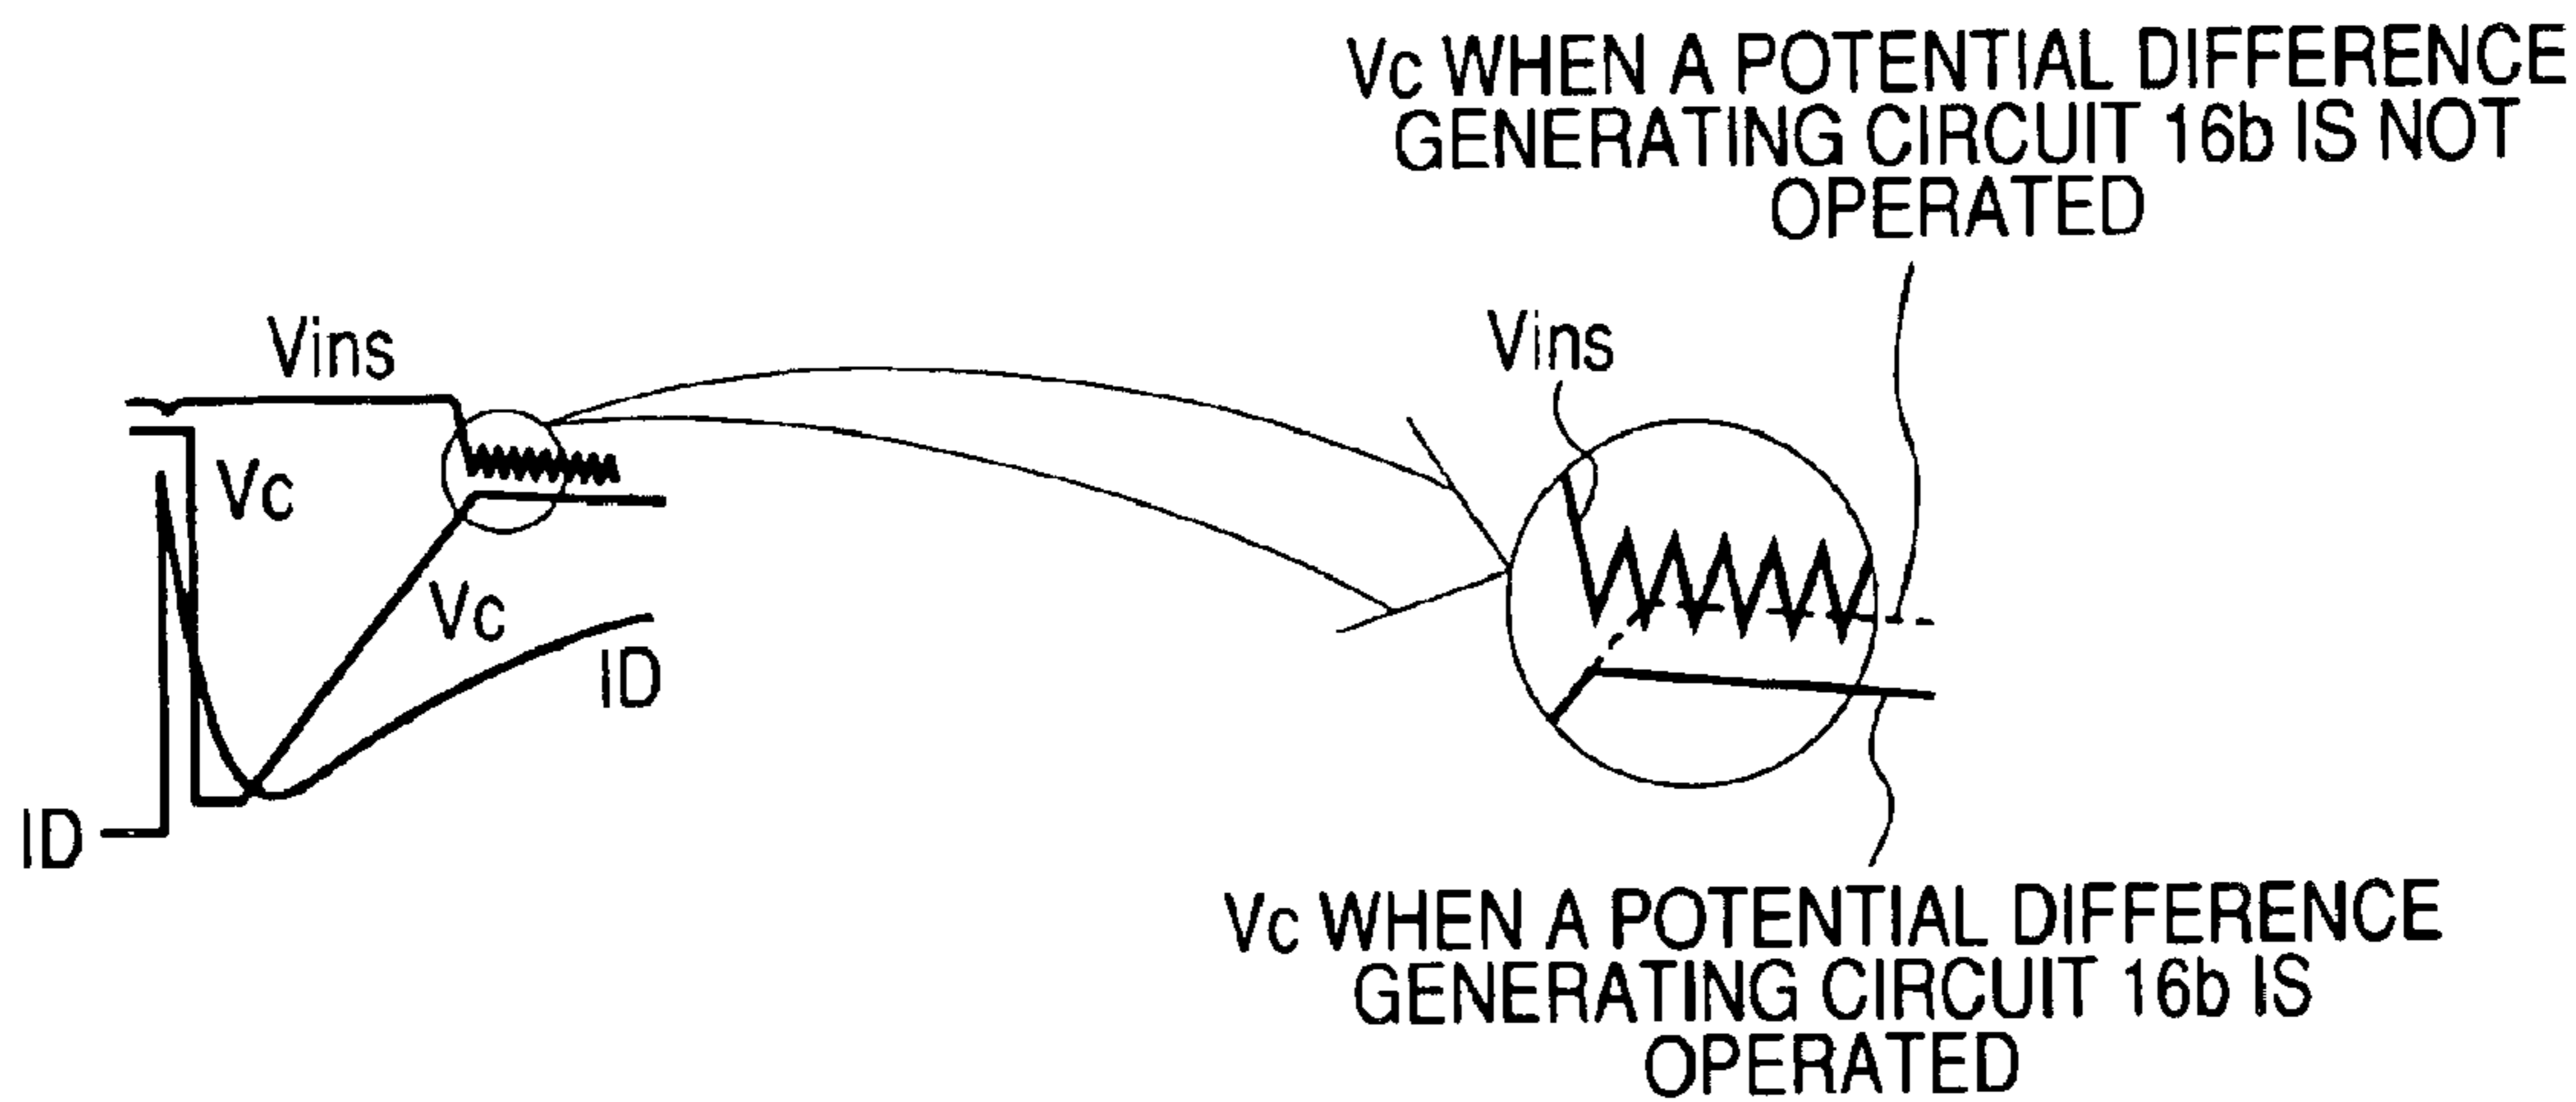 Vc WHEN A POTENTIAL DIFFERENCE
GENERATING CIRCUIT 16b IS NOT
OPERATED
Vins
Vins
Vc
Vc
ID
ID
Vc WHEN A POTENTIAL DIFFERENCE
GENERATING CIRCUIT 16b IS
OPERATED